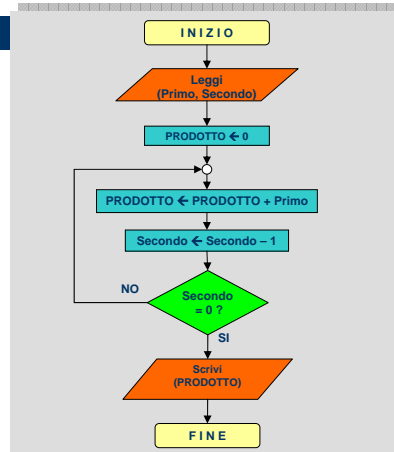 INIZIO
Leggi
(Primo, Secondo)
PRODOTTO ← 0
PRODOTTO ← PRODOTTO + Primo
Secondo ← Secondo – 1
NO
Secondo
= 0 ?
SI
Scrivi
(PRODOTTO)
FINE